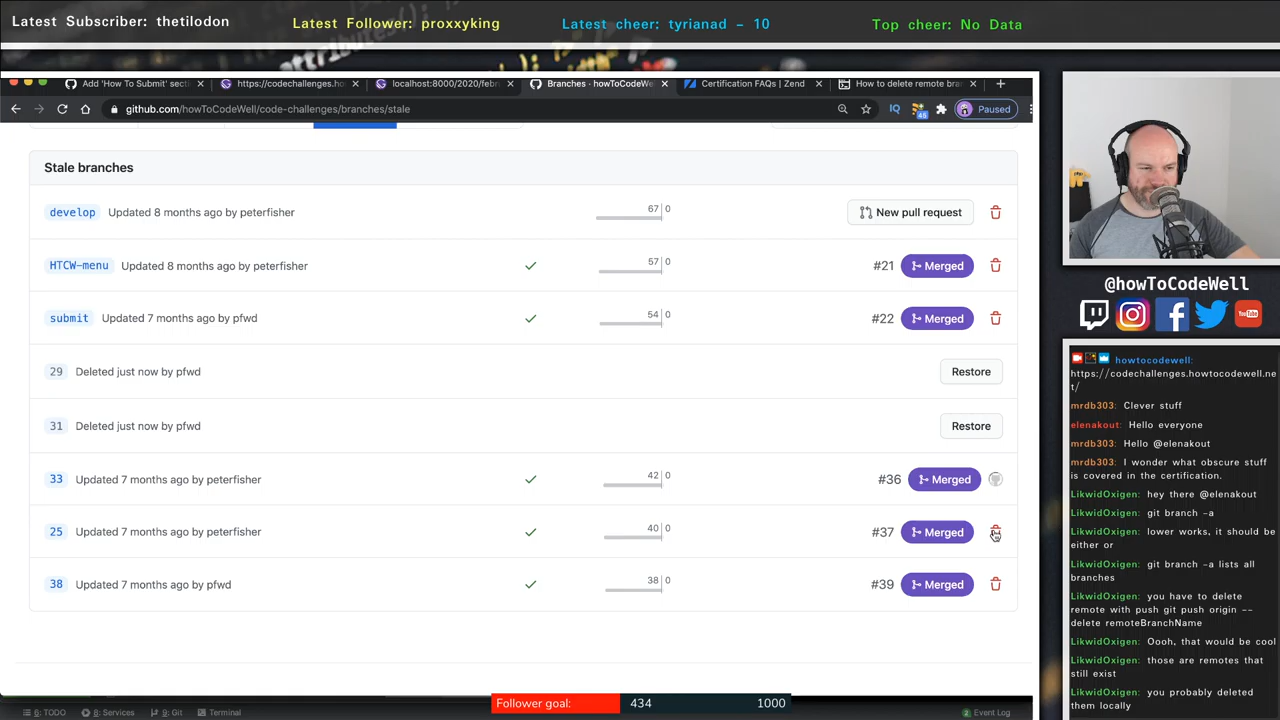 Latest Subscriber: thetilodon
Latest Follower: proxxyking
Latest cheer: tyrianad - 10
Top cheer: No Data
Add 'How To Submit' secti
https://codechallenges.ho
localhost:8000/2020/febr
Branches · howToCodeWel
Certification FAQs | Zend
How to delete remote bran
github.com/howToCodeWell/code-challenges/branches/stale
IQ
Paused
Stale branches
develop Updated 8 months ago by peterfisher 67 0 New pull request
HTCW-menu Updated 8 months ago by peterfisher 57 0 #21 Merged
submit Updated 7 months ago by pfwd 54 0 #22 Merged
29 Deleted just now by pfwd Restore
31 Deleted just now by pfwd Restore
33 Updated 7 months ago by peterfisher 42 0 #36 Merged
25 Updated 7 months ago by peterfisher 40 0 #37 Merged
38 Updated 7 months ago by pfwd 38 0 #39 Merged
6: TODO
8: Services
9: Git
Terminal
Follower goal: 434 1000
2 Event Log
@howToCodeWell
You Tube
howtocodewell:
https://codechallenges.howtocodewell.ne
t/
mrdb303: Clever stuff
elenakout: Hello everyone
mrdb303: Hello @elenakout
mrdb303: I wonder what obscure stuff
is covered in the certification.
LikwidOxigen: hey there @elenakout
LikwidOxigen: git branch -a
LikwidOxigen: lower works, it should be
either or
LikwidOxigen: git branch -a lists all
branches
LikwidOxigen: you have to delete
remote with push git push origin --
delete remoteBranchName
LikwidOxigen: Oooh, that would be cool
LikwidOxigen: those are remotes that
still exist
LikwidOxigen: you probably deleted
them locally